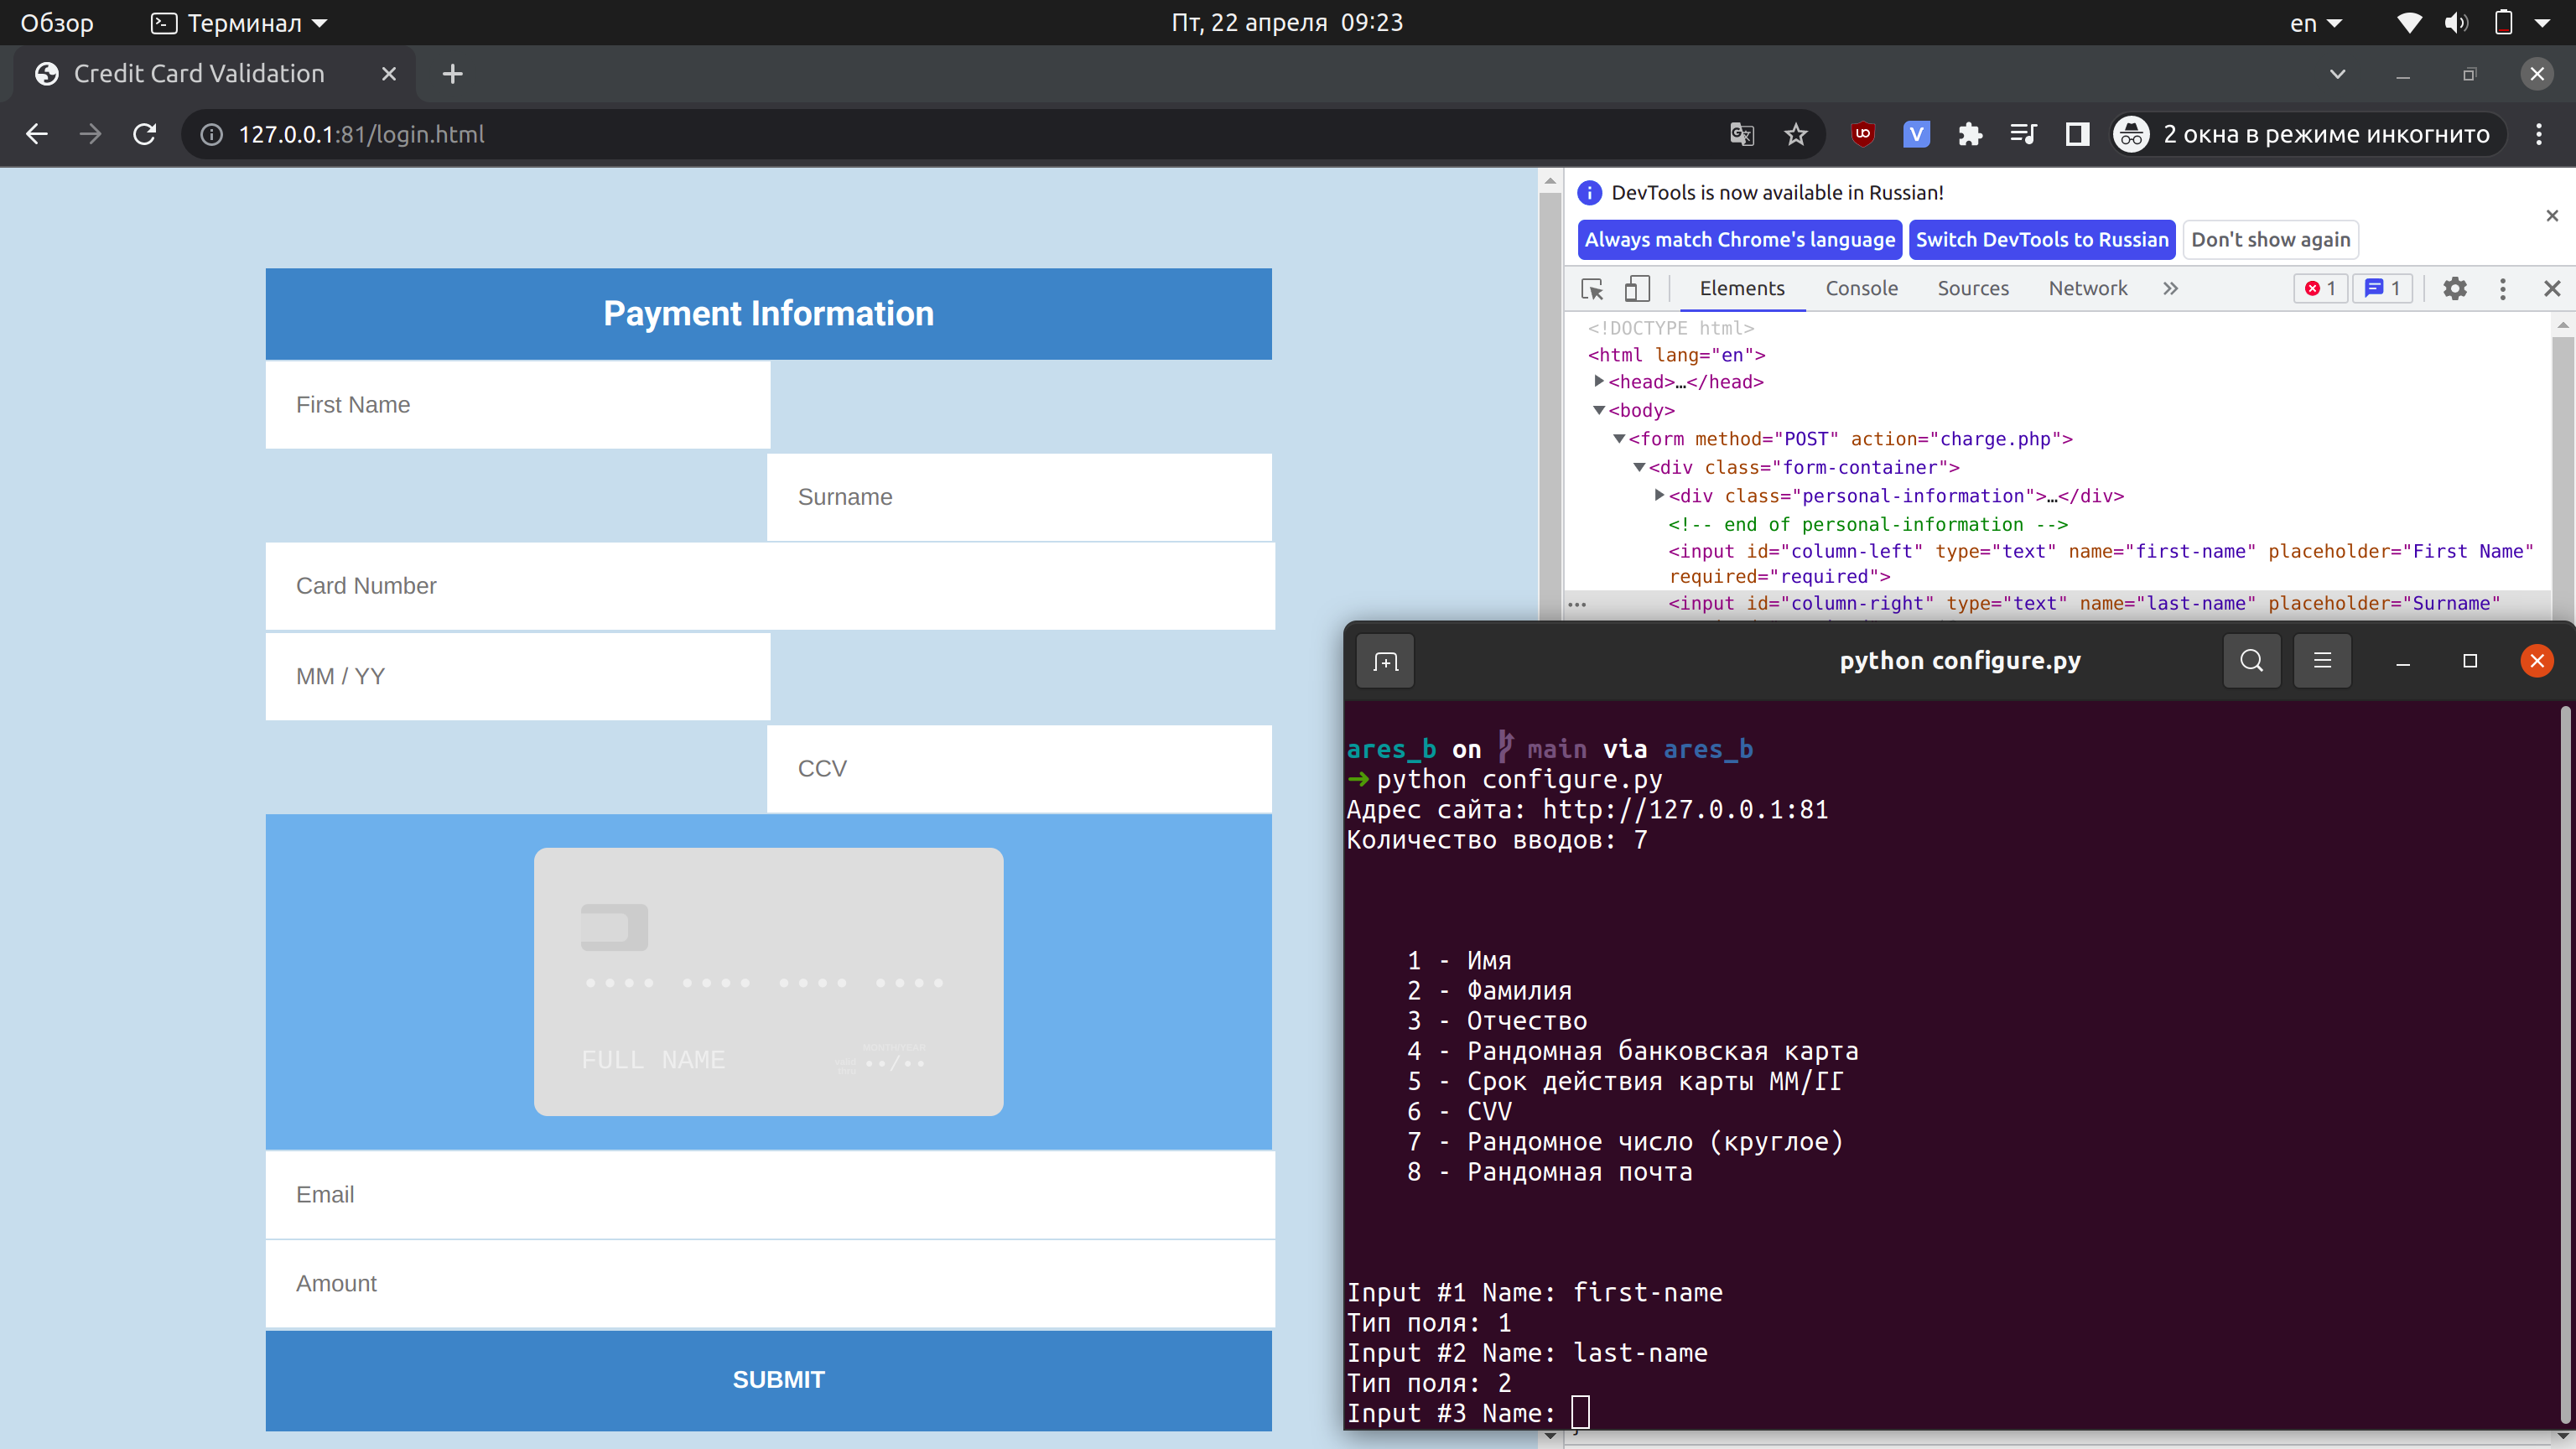 Обзор
Терминал
Пт, 22 апреля 09:23
en
Credit Card Validation
127.0.0.1:81/login.html
2 окна в режиме инкогнито
Payment Information
First Name
Surname
Card Number
MM / YY
CCV
FULL NAME
MONTH/YEAR
••/••
Email
Amount
SUBMIT
DevTools is now available in Russian!
Always match Chrome's language
Switch DevTools to Russian
Don't show again
Elements
Console
Sources
Network
1
1
<!DOCTYPE html>
<html lang="en">
<head>…</head>
<body>
<form method="POST" action="charge.php">
<div class="form-container">
<div class="personal-information">…</div>
<!-- end of personal-information -->
<input id="column-left" type="text" name="first-name" placeholder="First Name"
required="required">
<input id="column-right" type="text" name="last-name" placeholder="Surname"
python configure.py
ares_b on main via ares_b
➜ python configure.py
Адрес сайта: http://127.0.0.1:81
Количество вводов: 7
1 - Имя
2 - Фамилия
3 - Отчество
4 - Рандомная банковская карта
5 - Срок действия карты ММ/ГГ
6 - CVV
7 - Рандомное число (круглое)
8 - Рандомная почта
Input #1 Name: first-name
Тип поля: 1
Input #2 Name: last-name
Тип поля: 2
Input #3 Name: